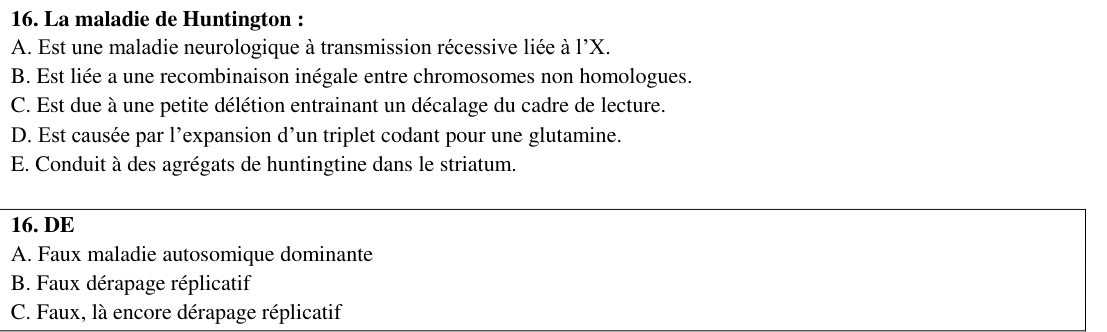 16. La maladie de Huntington :
A. Est une maladie neurologique à transmission récessive liée à l’X.
B. Est liée a une recombinaison inégale entre chromosomes non homologues.
C. Est due à une petite délétion entrainant un décalage du cadre de lecture.
D. Est causée par l’expansion d’un triplet codant pour une glutamine.
E. Conduit à des agrégats de huntingtine dans le striatum.
16. DE
A. Faux maladie autosomique dominante
B. Faux dérapage réplicatif
C. Faux, là encore dérapage réplicatif